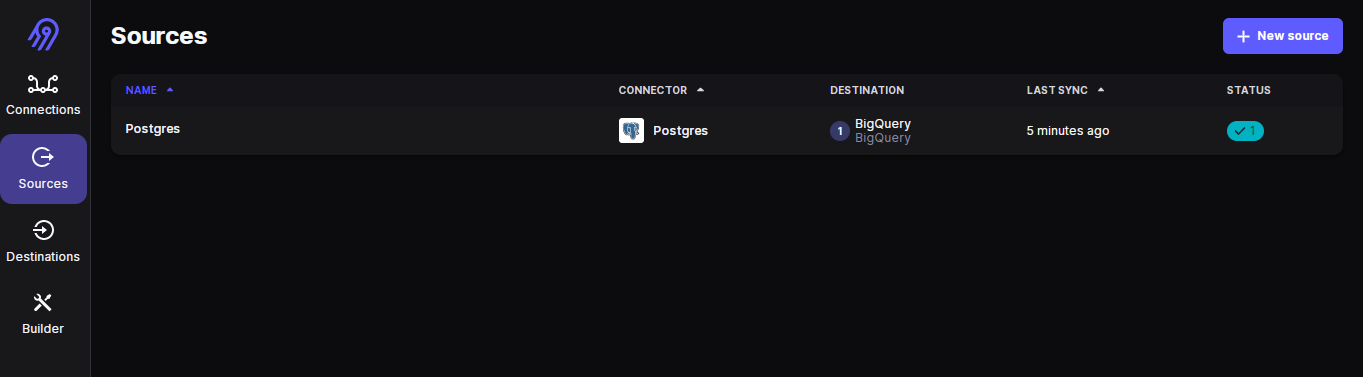 Sources
New source
Connections
Sources
Destinations
Builder
NAME CONNECTOR DESTINATION LAST SYNC STATUS
Postgres Postgres 1 BigQuery 5 minutes ago 1
BigQuery